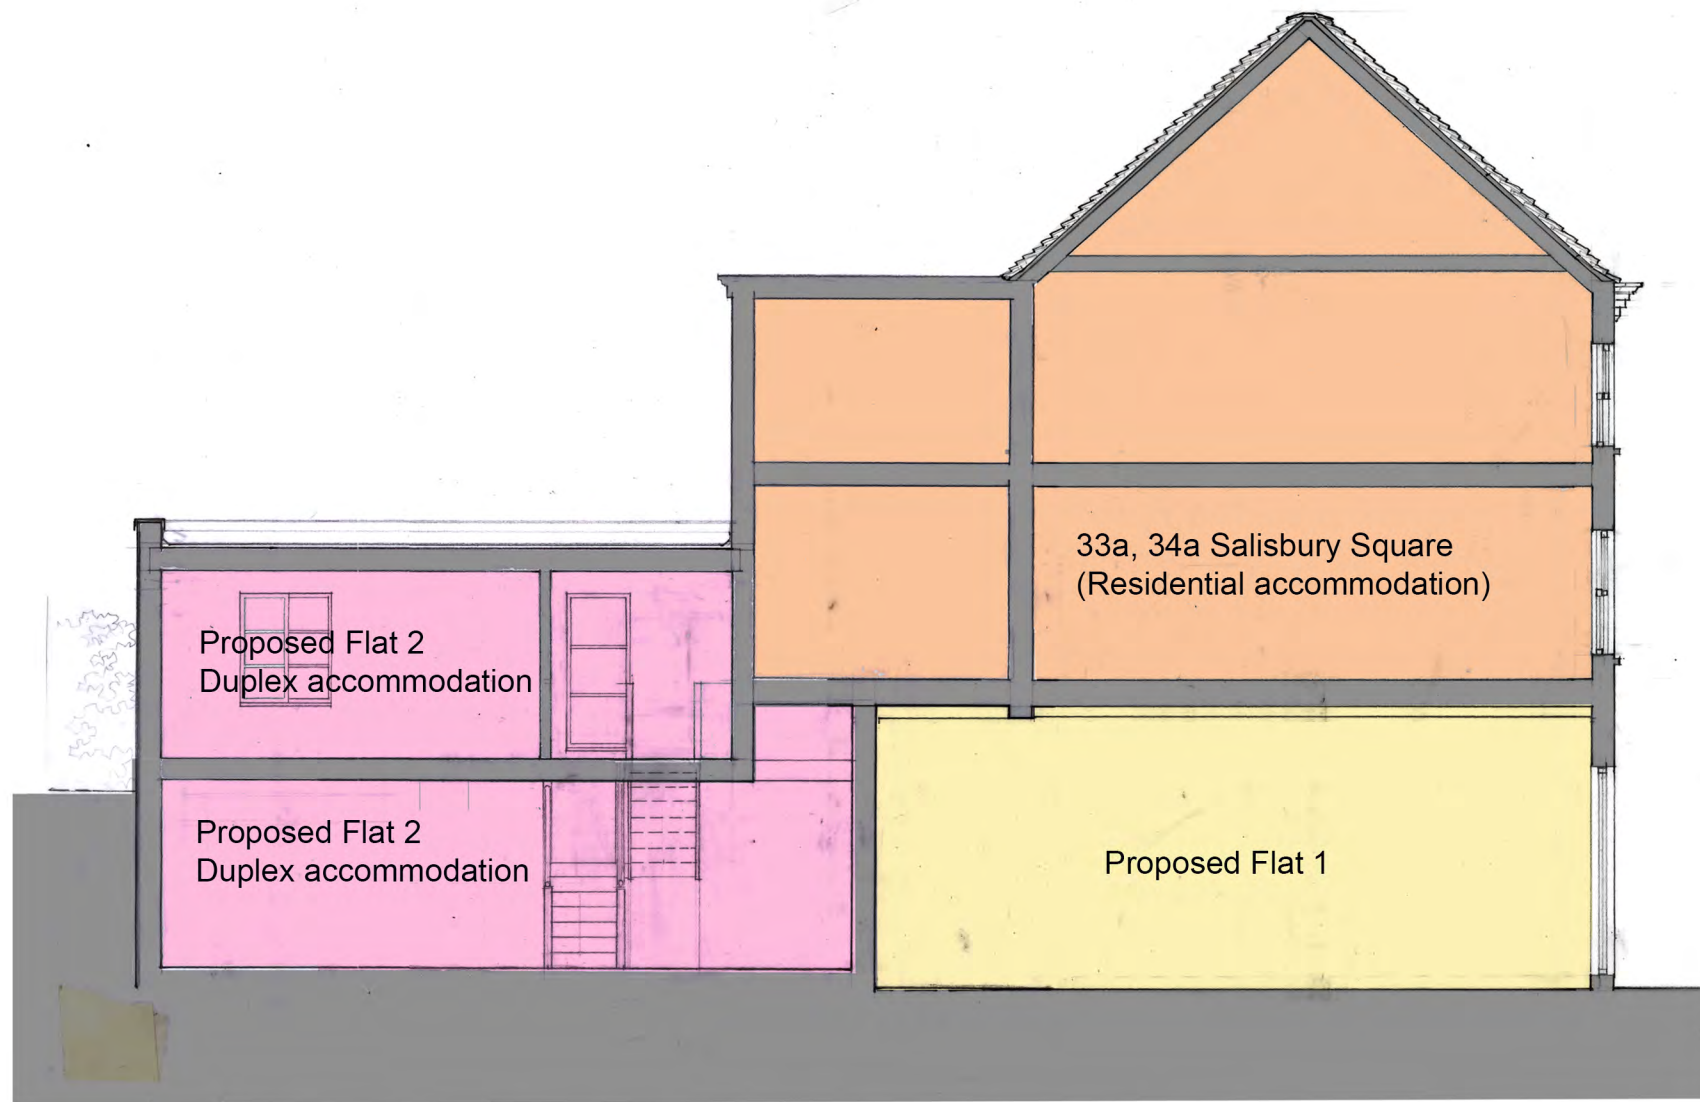 33a, 34a Salisbury Square
(Residential accommodation)
Proposed Flat 2
Duplex accommodation
Proposed Flat 2
Duplex accommodation
Proposed Flat 1